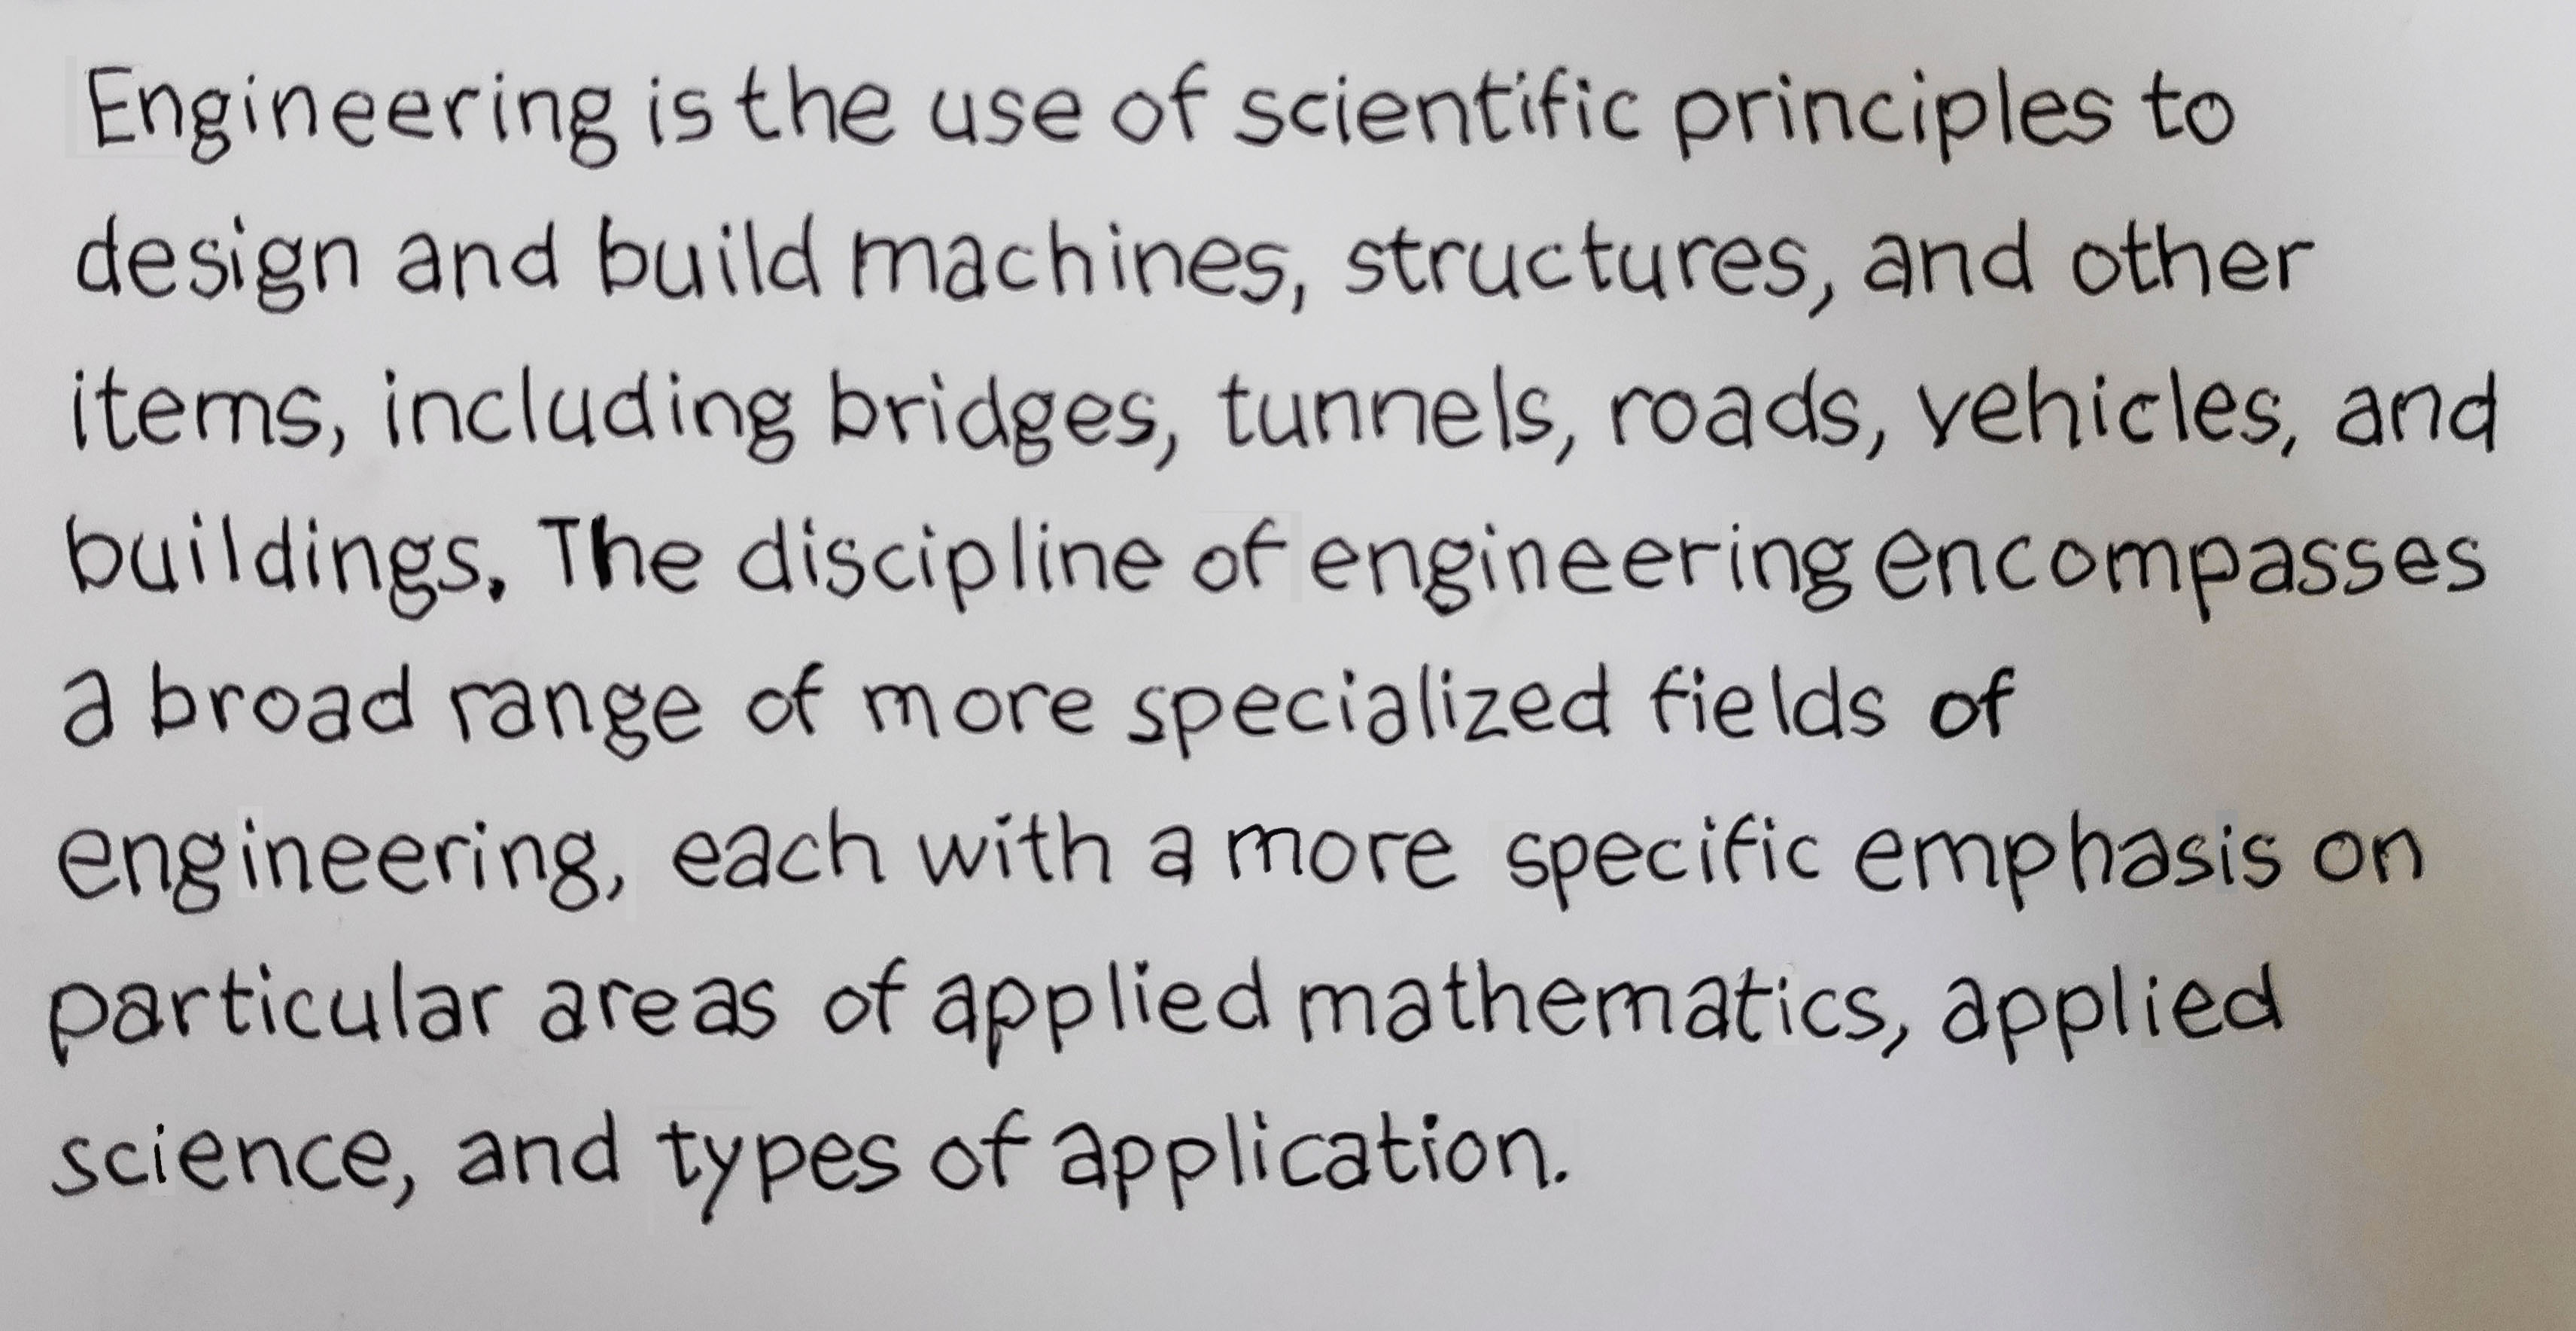 Engineering is the use of scientific principles to
design and build machines, structures, and other
items, including bridges, tunnels, roads, vehicles, and
buildings. The discipline of engineering encompasses
a broad range of more specialized fields of
engineering, each with a more specific emphasis on
particular areas of applied mathematics, applied
science, and types of application.